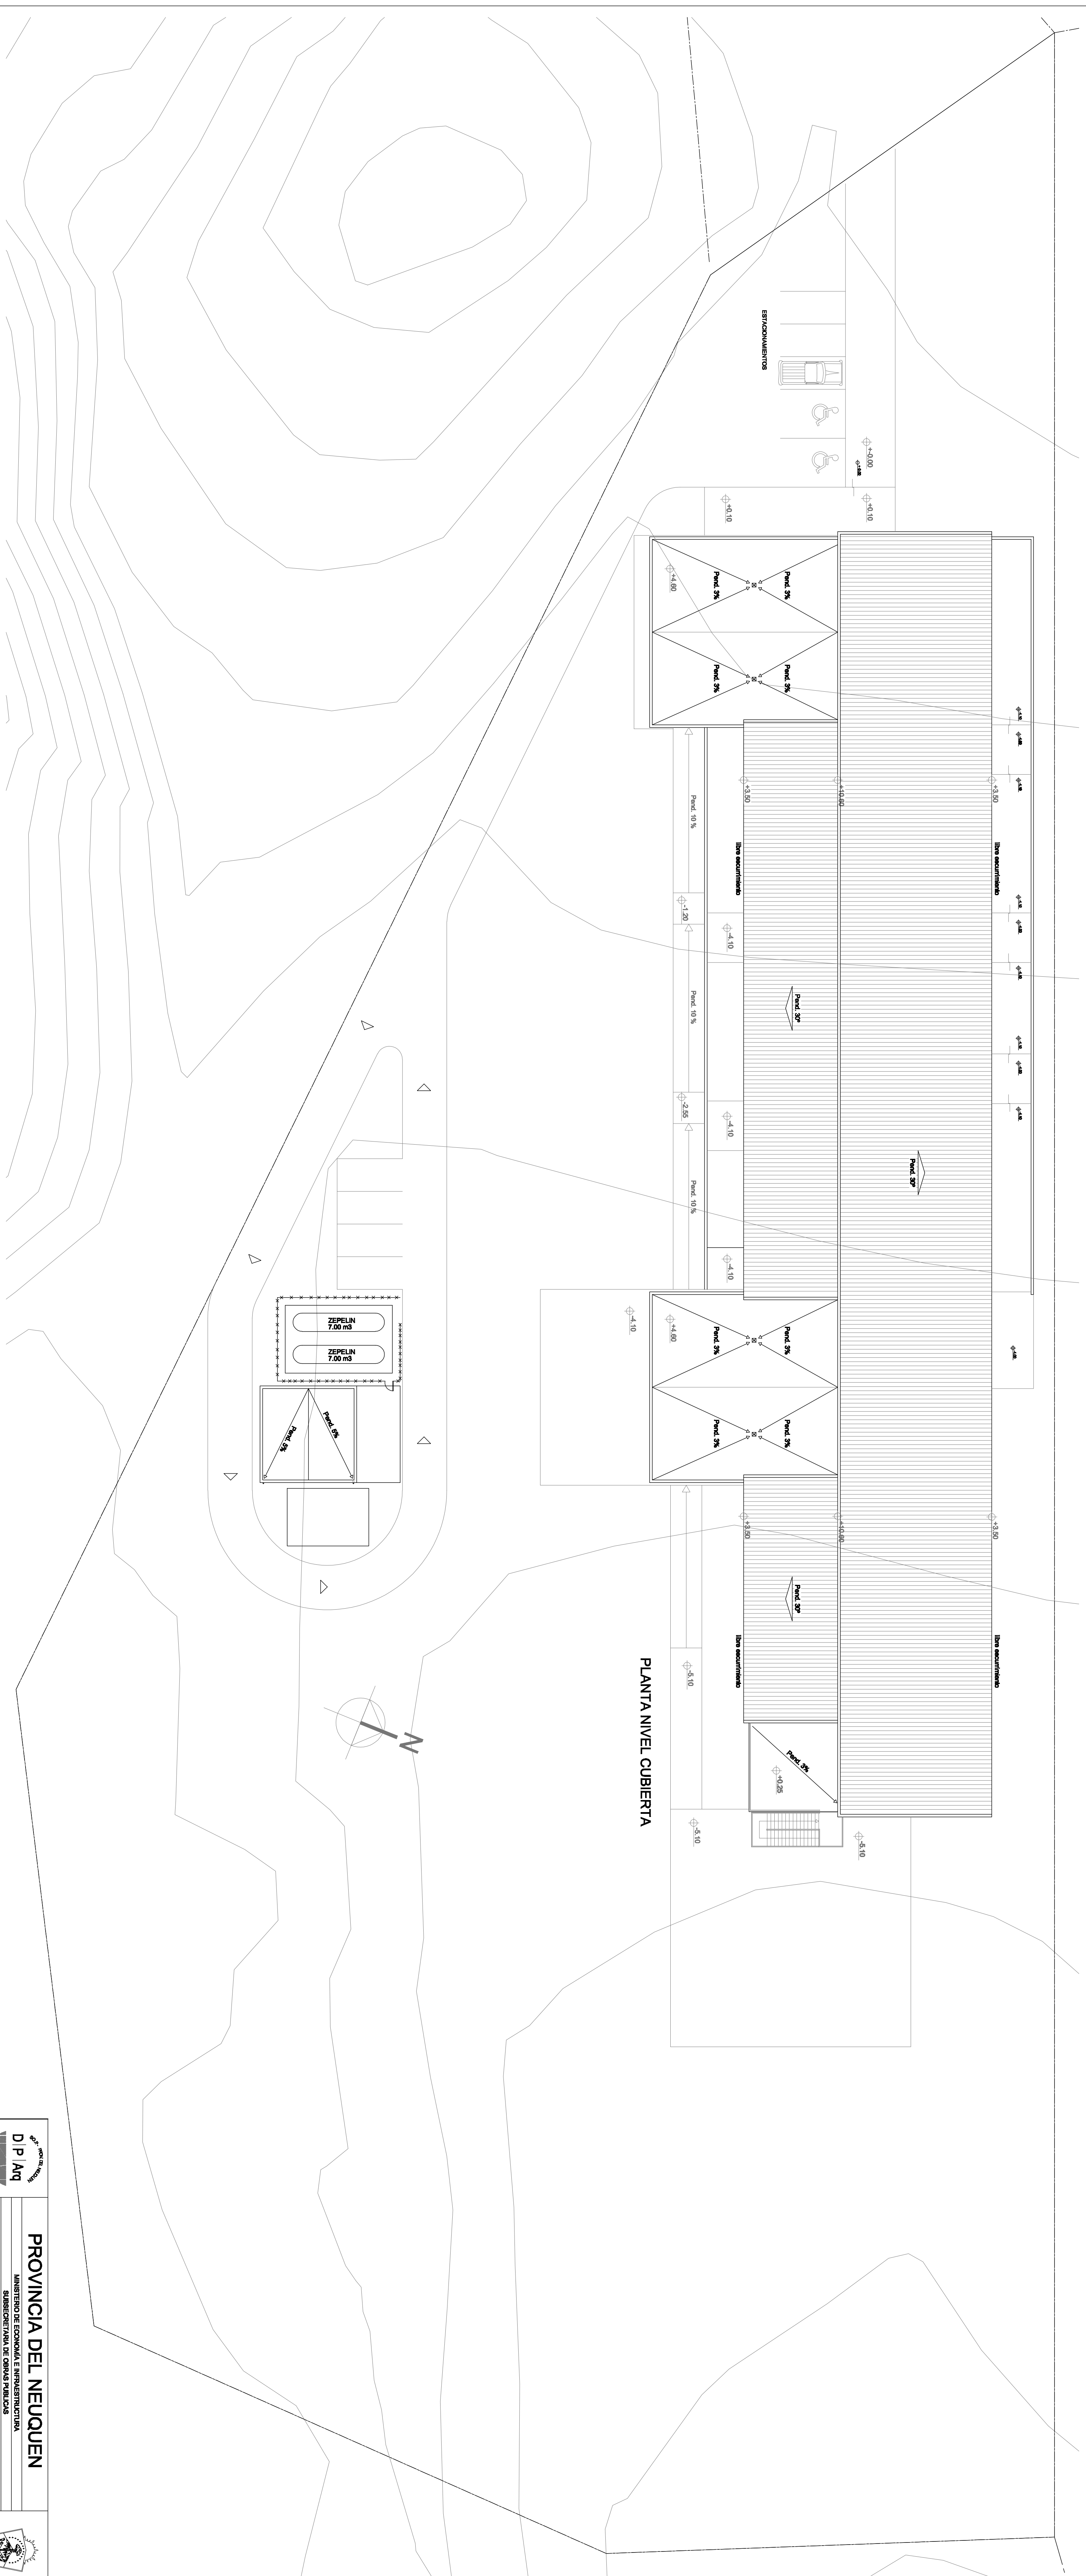 ESTACIONAMIENTOS
+-0.00
+0.10
+0.10
+4.60
Pend. 3%
Pend. 3%
Pend. 3%
Pend. 3%
+3.50
+10.60
+3.50
libre escurrimiento
libre escurrimiento
Pend. 10 %
-1.20
-4.10
Pend. 10 %
Pend. 30º
-2.55
-4.10
Pend. 30º
Pend. 10 %
-4.10
-4.10
+4.60
Pend. 3%
Pend. 3%
Pend. 3%
Pend. 3%
ZEPELIN
7.00 m3
ZEPELIN
7.00 m3
Pend. 5%
Pend. 5%
+3.50
+10.60
+3.50
Pend. 30º
libre escurrimiento
libre escurrimiento
-5.10
Pend. 3%
+0.25
-5.10
-5.10
N
PLANTA NIVEL CUBIERTA
D|P|Arq
PROVINCIA DEL NEUQUEN
MINISTERIO DE ECONOMÍA E INFRAESTRUCTURA
SUBSECRETARIA DE OBRAS PUBLICAS